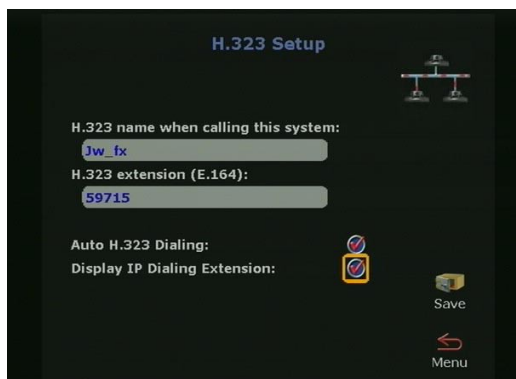 H.323 Setup
H.323 name when calling this system:
Jw_fx
H.323 extension (E.164):
59715
Auto H.323 Dialing:
Display IP Dialing Extension:
Save
Menu